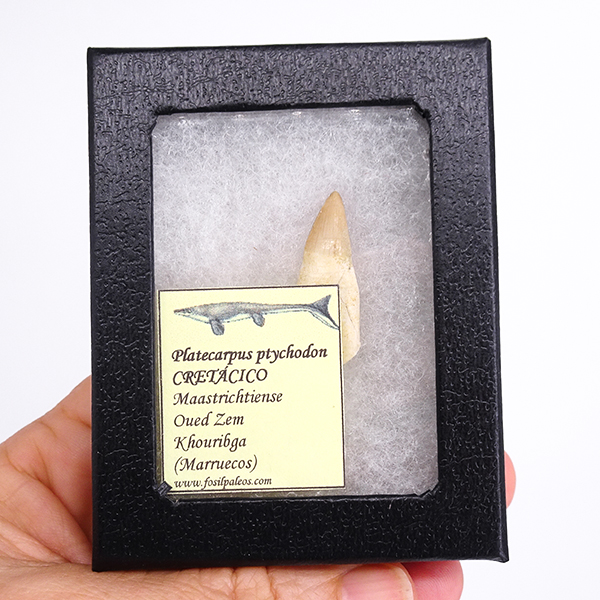 Platecarpus ptychodon
CRETÁCICO
Maastrichtiense
Oued Zem
Khouribga
(Marruecos)
www.fosilpaleos.com